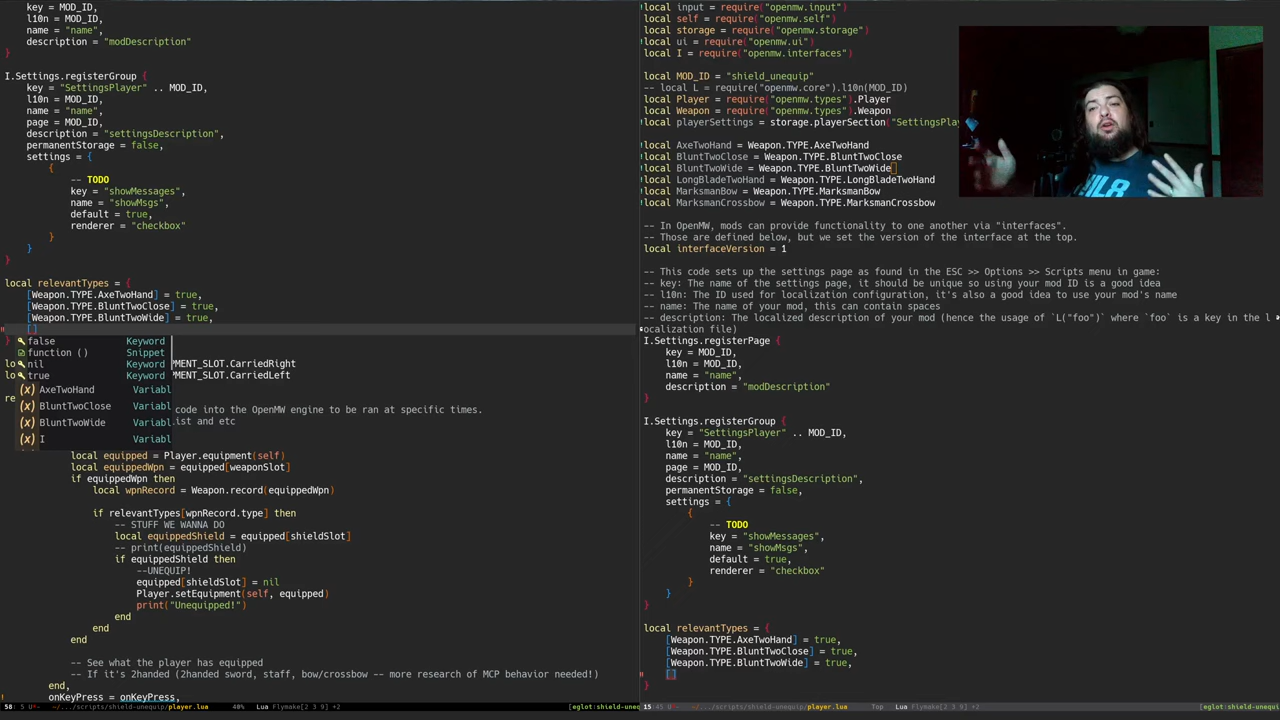 key = MOD_ID,
l10n = MOD_ID,
name = "name",
description = "modDescription"
}
I.Settings.registerGroup {
key = "SettingsPlayer" .. MOD_ID,
l10n = MOD_ID,
name = "name",
page = MOD_ID,
description = "settingsDescription",
permanentStorage = false,
settings = {
{
-- TODO
key = "showMessages",
name = "showMsgs",
default = true,
renderer = "checkbox"
}
}
}
local relevantTypes = {
[Weapon.TYPE.AxeTwoHand] = true,
[Weapon.TYPE.BluntTwoClose] = true,
[Weapon.TYPE.BluntTwoWide] = true,
[]
}
false Keyword
function () Snippet
lo nil Keyword PMENT_SLOT.CarriedRight
lo true Keyword PMENT_SLOT.CarriedLeft
(x) AxeTwoHand Variabl
re (x) BluntTwoClose Variabl code into the OpenMW engine to be ran at specific times.
(x) BluntTwoWide Variabl list and etc
(x) I Variabl
local equipped = Player.equipment(self)
local equippedWpn = equipped[weaponSlot]
if equippedWpn then
local wpnRecord = Weapon.record(equippedWpn)
if relevantTypes[wpnRecord.type] then
-- STUFF WE WANNA DO
local equippedShield = equipped[shieldSlot]
-- print(equippedShield)
if equippedShield then
--UNEQUIP!
equipped[shieldSlot] = nil
Player.setEquipment(self, equipped)
print("Unequipped!")
end
end
end
-- See what the player has equipped
-- If it's 2handed (2handed sword, staff, bow/crossbow -- more research of MCP behavior needed!)
end,
onKeyPress = onKeyPress,
58: 5 U*- ~/.../scripts/shield-unequip/player.lua 40% Lua Flymake[2 3 9] +2 [eglot:shield-uneq
local input = require("openmw.input")
local self = require("openmw.self")
local storage = require("openmw.storage")
local ui = require("openmw.ui")
local I = require("openmw.interfaces")
local MOD_ID = "shield_unequip"
-- local L = require("openmw.core").l10n(MOD_ID)
local Player = require("openmw.types").Player
local Weapon = require("openmw.types").Weapon
local playerSettings = storage.playerSection("SettingsPlay
local AxeTwoHand = Weapon.TYPE.AxeTwoHand
local BluntTwoClose = Weapon.TYPE.BluntTwoClose
local BluntTwoWide = Weapon.TYPE.BluntTwoWide
local LongBladeTwoHand = Weapon.TYPE.LongBladeTwoHand
local MarksmanBow = Weapon.TYPE.MarksmanBow
local MarksmanCrossbow = Weapon.TYPE.MarksmanCrossbow
-- In OpenMW, mods can provide functionality to one another via "interfaces".
-- Those are defined below, but we set the version of the interface at the top.
local interfaceVersion = 1
-- This code sets up the settings page as found in the ESC >> Options >> Scripts menu in game:
-- key: The name of the settings page, it should be unique so using your mod ID is a good idea
-- l10n: The ID used for localization configuration, it's also a good idea to use your mod's name
-- name: The name of your mod, this can contain spaces
-- description: The localized description of your mod (hence the usage of `L("foo")` where `foo` is a key in the l
ocalization file)
I.Settings.registerPage {
key = MOD_ID,
l10n = MOD_ID,
name = "name",
description = "modDescription"
}
I.Settings.registerGroup {
key = "SettingsPlayer" .. MOD_ID,
l10n = MOD_ID,
name = "name",
page = MOD_ID,
description = "settingsDescription",
permanentStorage = false,
settings = {
{
-- TODO
key = "showMessages",
name = "showMsgs",
default = true,
renderer = "checkbox"
}
}
}
local relevantTypes = {
[Weapon.TYPE.AxeTwoHand] = true,
[Weapon.TYPE.BluntTwoClose] = true,
[Weapon.TYPE.BluntTwoWide] = true,
[]
}
15:45 U*- ~/.../scripts/shield-unequip/player.lua Top Lua Flymake[2 3 9] +2 [eglot:shield-unequi